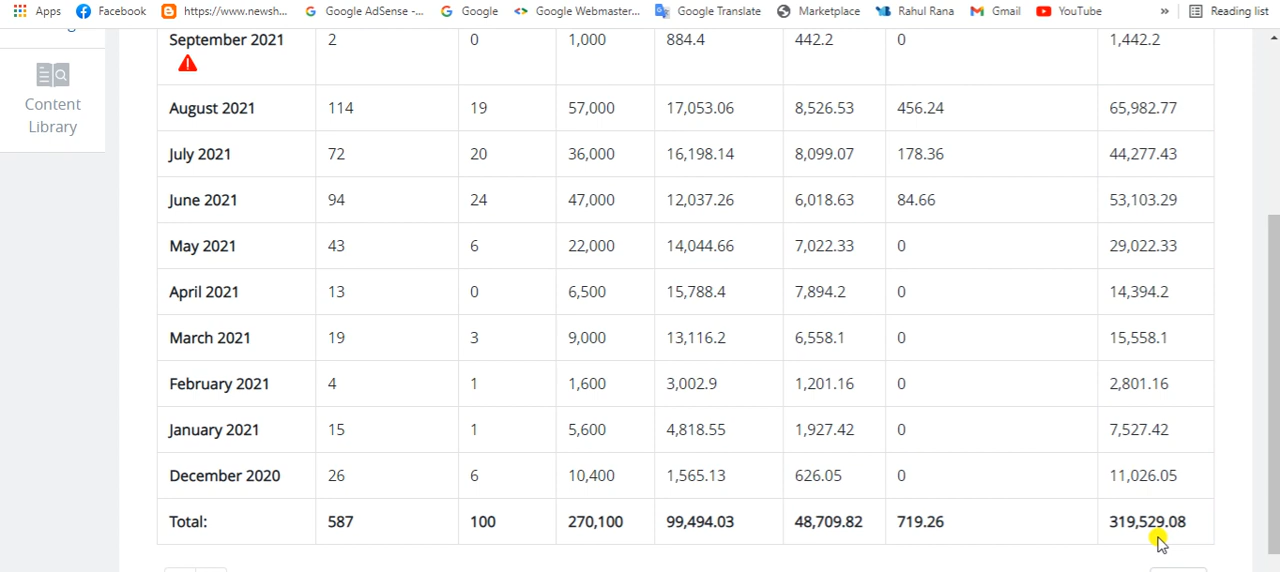 Apps Facebook https://www.newsh... Google AdSense -... Google Google Webmaster... Google Translate Marketplace Rahul Rana Gmail YouTube » Reading list
September 2021 2 0 1,000 884.4 442.2 0 1,442.2
Content
Library
August 2021 114 19 57,000 17,053.06 8,526.53 456.24 65,982.77
July 2021 72 20 36,000 16,198.14 8,099.07 178.36 44,277.43
June 2021 94 24 47,000 12,037.26 6,018.63 84.66 53,103.29
May 2021 43 6 22,000 14,044.66 7,022.33 0 29,022.33
April 2021 13 0 6,500 15,788.4 7,894.2 0 14,394.2
March 2021 19 3 9,000 13,116.2 6,558.1 0 15,558.1
February 2021 4 1 1,600 3,002.9 1,201.16 0 2,801.16
January 2021 15 1 5,600 4,818.55 1,927.42 0 7,527.42
December 2020 26 6 10,400 1,565.13 626.05 0 11,026.05
Total: 587 100 270,100 99,494.03 48,709.82 719.26 319,529.08